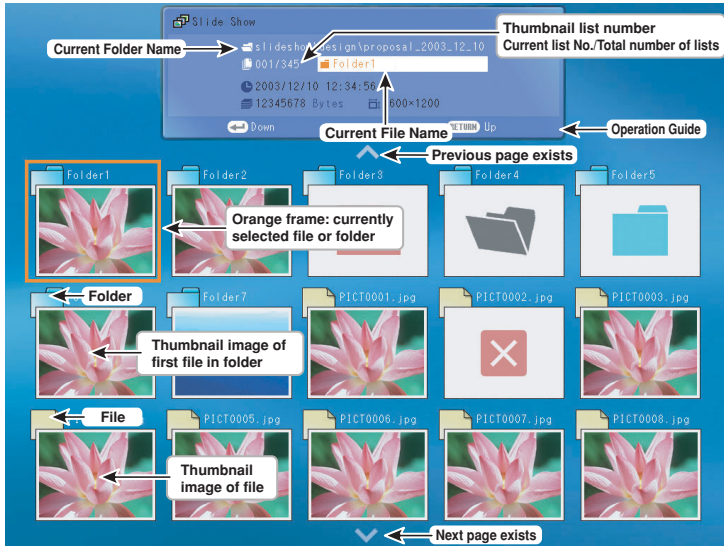 Slide Show
Thumbnail list number
Current list No./Total number of lists
Current Folder Name
slideshow\design\proposal_2003_12_10
001/345
Folder1
2003/12/10 12:34:56
12345678 Bytes
1600×1200
Current File Name
Down
RETURN Up
Operation Guide
Previous page exists
Folder1
Folder2
Folder3
Folder4
Folder5
Orange frame: currently
selected file or folder
Folder
Folder7
PICT0001.jpg
PICT0002.jpg
PICT0003.jpg
Thumbnail image of
first file in folder
File
PICT0005.jpg
PICT0006.jpg
PICT0007.jpg
PICT0008.jpg
Thumbnail
image of file
Next page exists